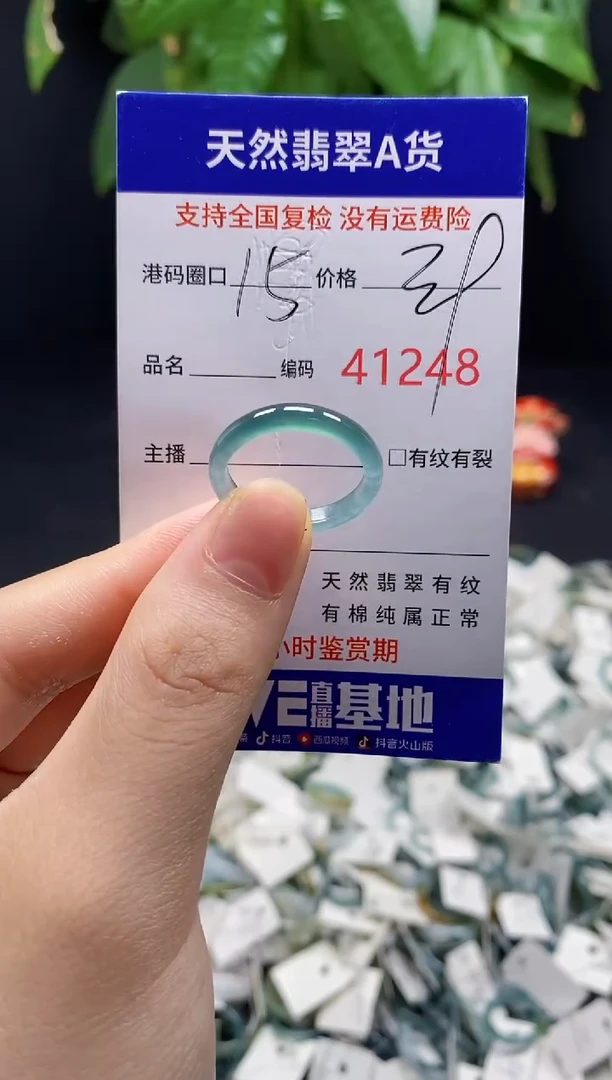 天然翡翠A货
支持全国复检 没有运费险
港码圈口 15 价格
品名 编码 41248
主播 □有纹有裂
天然翡翠有纹
有棉纯属正常
小时鉴赏期
直播基地
抖音 西瓜视频 抖音火山版